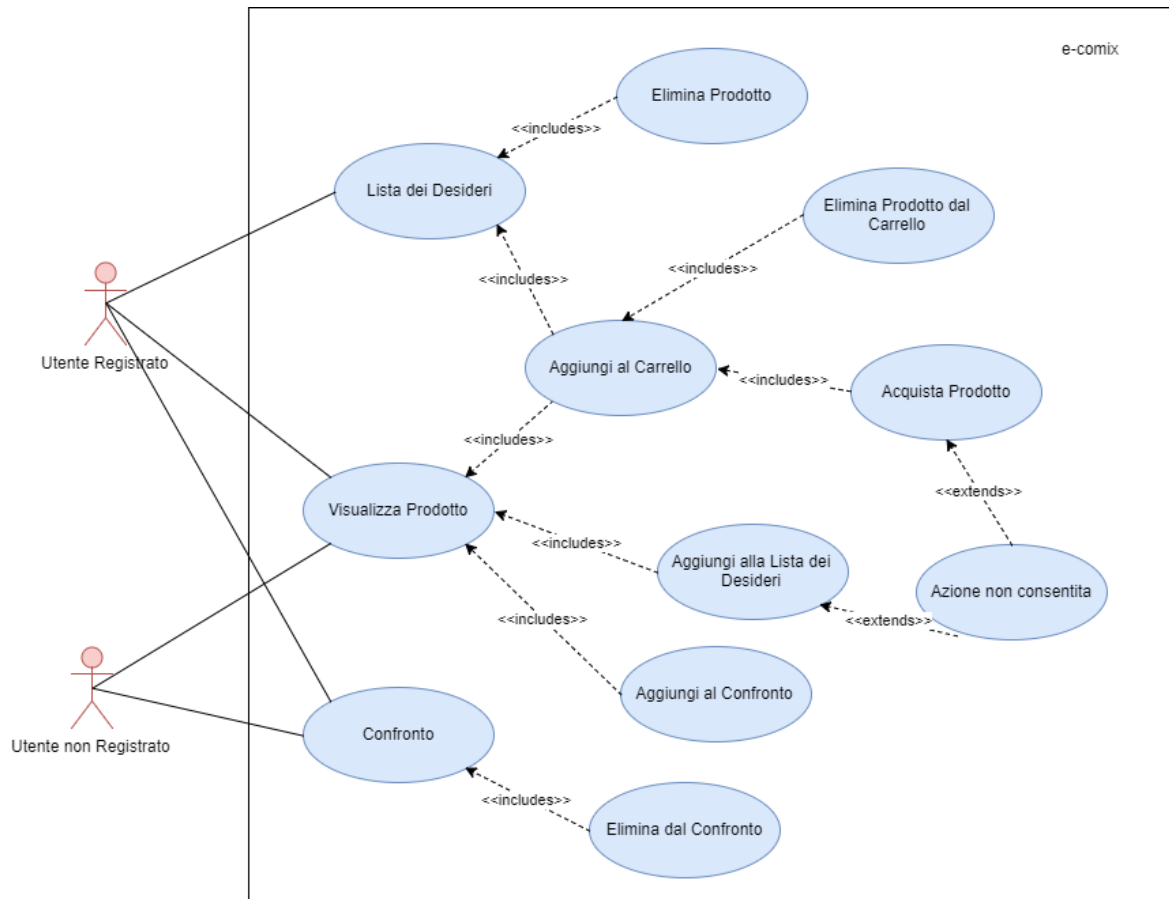 e-comix
Elimina Prodotto
<<includes>>
Lista dei Desideri
Elimina Prodotto dal
Carrello
<<includes>>
<<includes>>
Utente Registrato
Aggiungi al Carrello
<<includes>>
Acquista Prodotto
<<includes>>
<<extends>>
Visualizza Prodotto
<<includes>>
Aggiungi alla Lista dei
Desideri
Azione non consentita
<<extends>>
<<includes>>
Aggiungi al Confronto
Utente non Registrato
Confronto
<<includes>>
Elimina dal Confronto